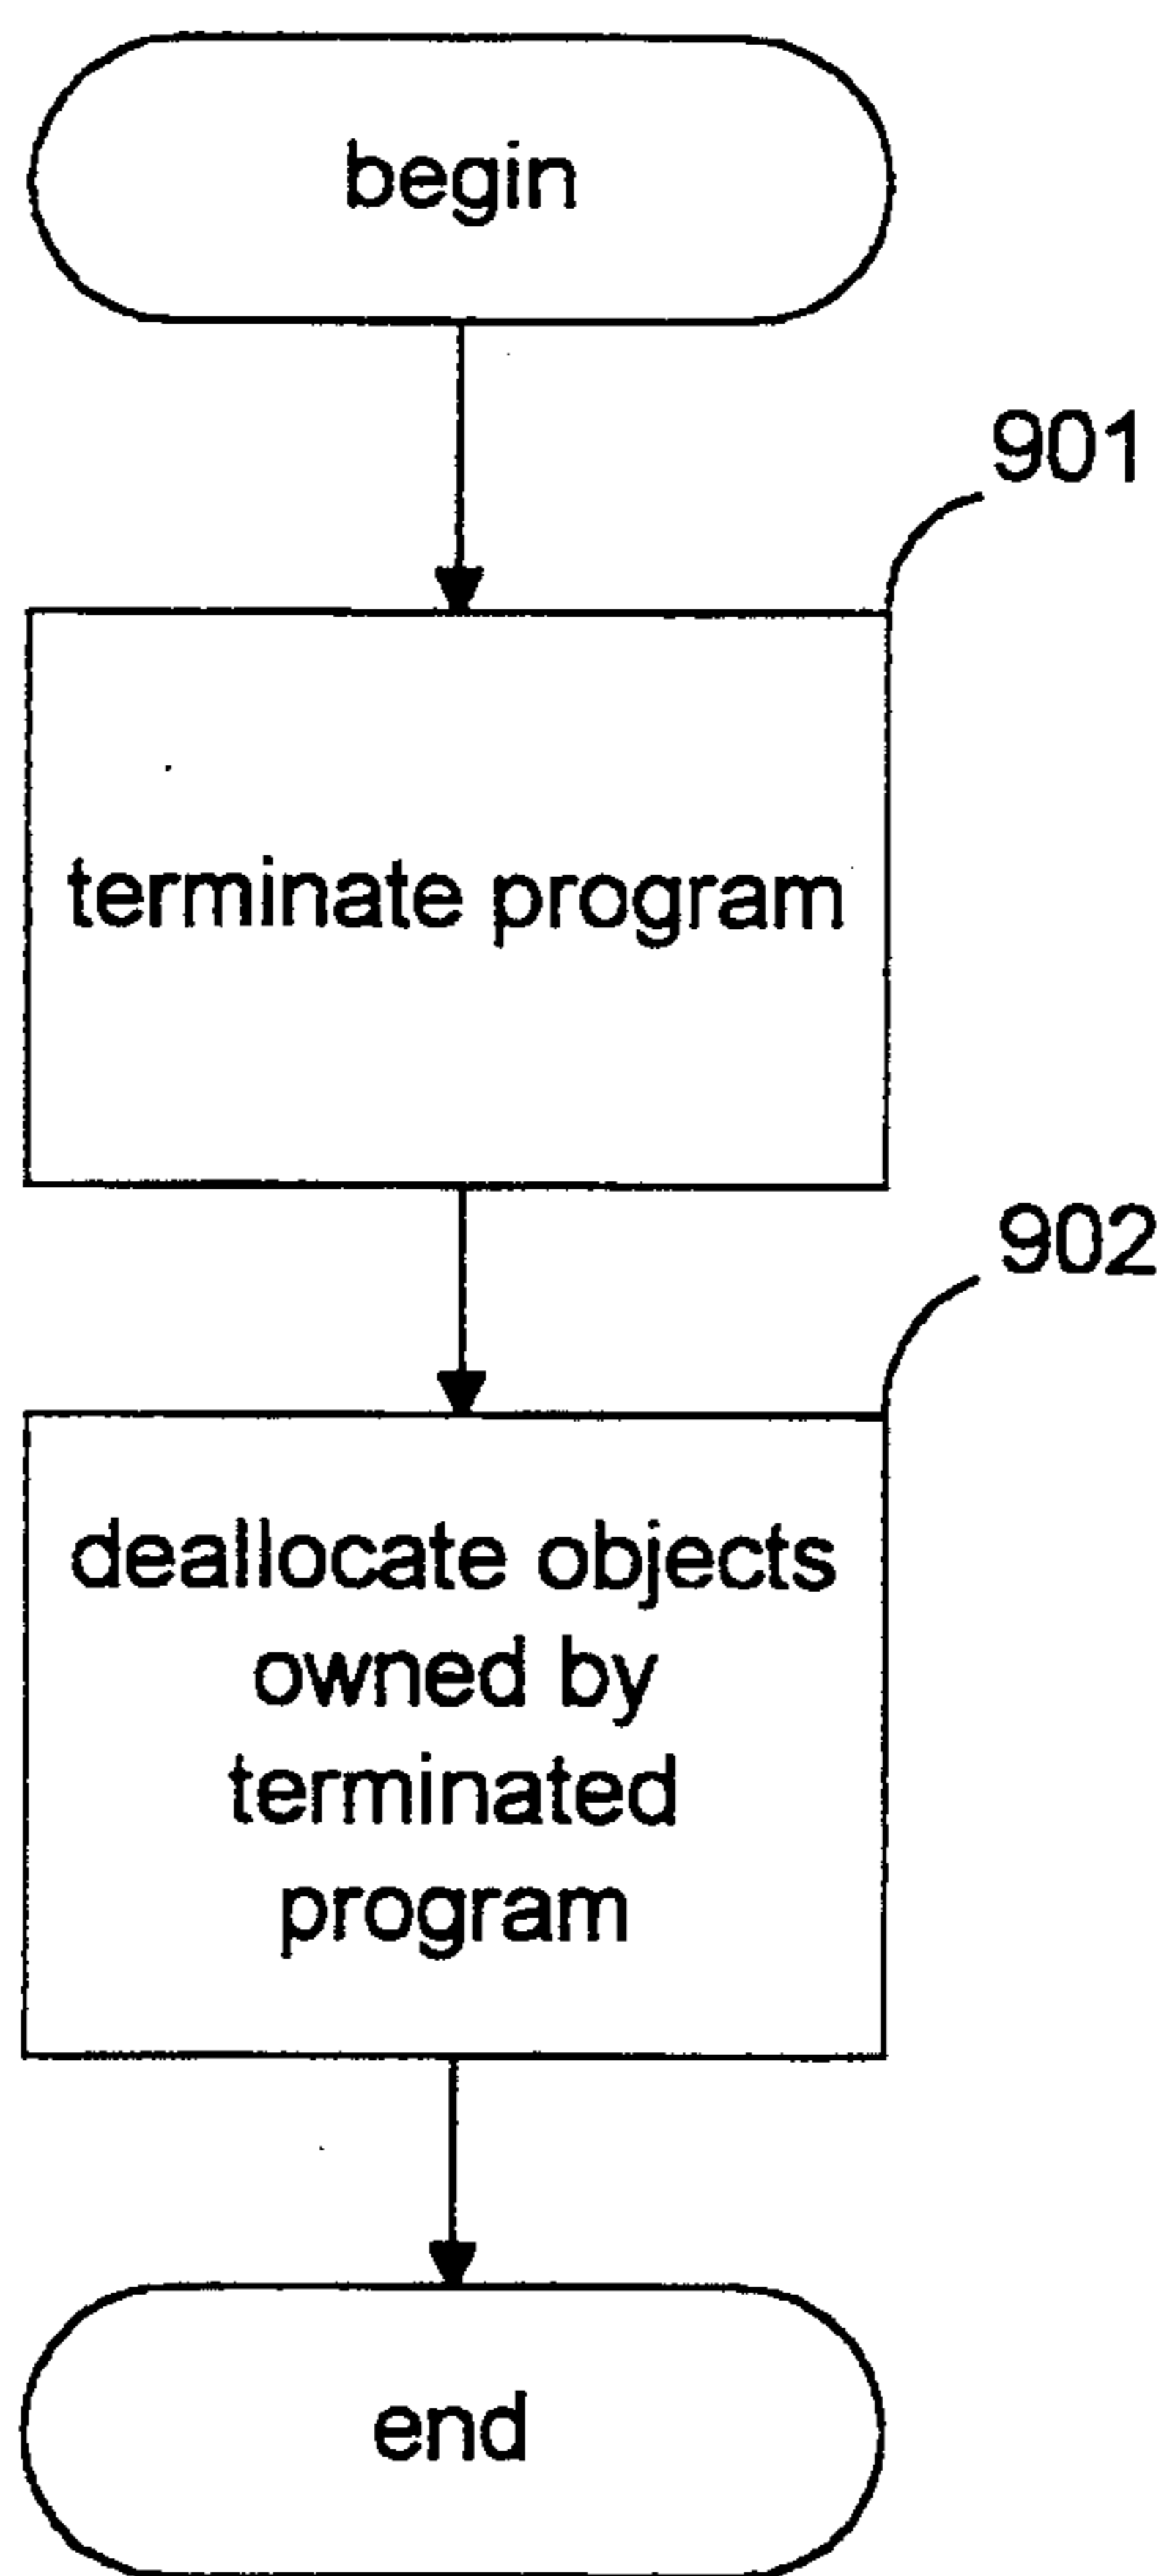 begin
901
terminate program
902
deallocate objects
owned by
terminated
program
end